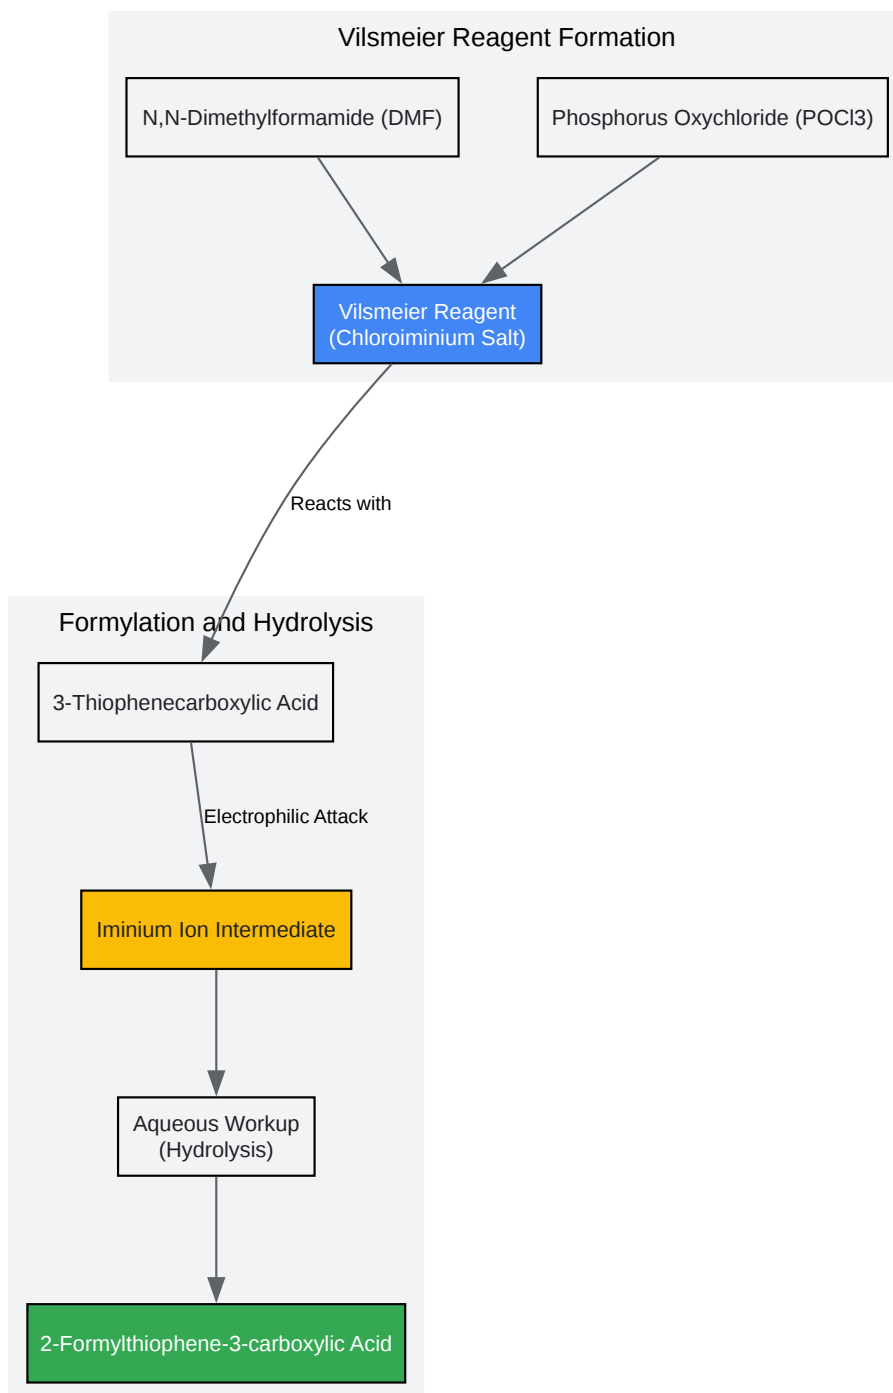 Vilsmeier Reagent Formation
N,N-Dimethylformamide (DMF)
Phosphorus Oxychloride (POCl3)
Vilsmeier Reagent
(Chloroiminium Salt)
Reacts with
Formylation and Hydrolysis
3-Thiophenecarboxylic Acid
Electrophilic Attack
Iminium Ion Intermediate
Aqueous Workup
(Hydrolysis)
2-Formylthiophene-3-carboxylic Acid